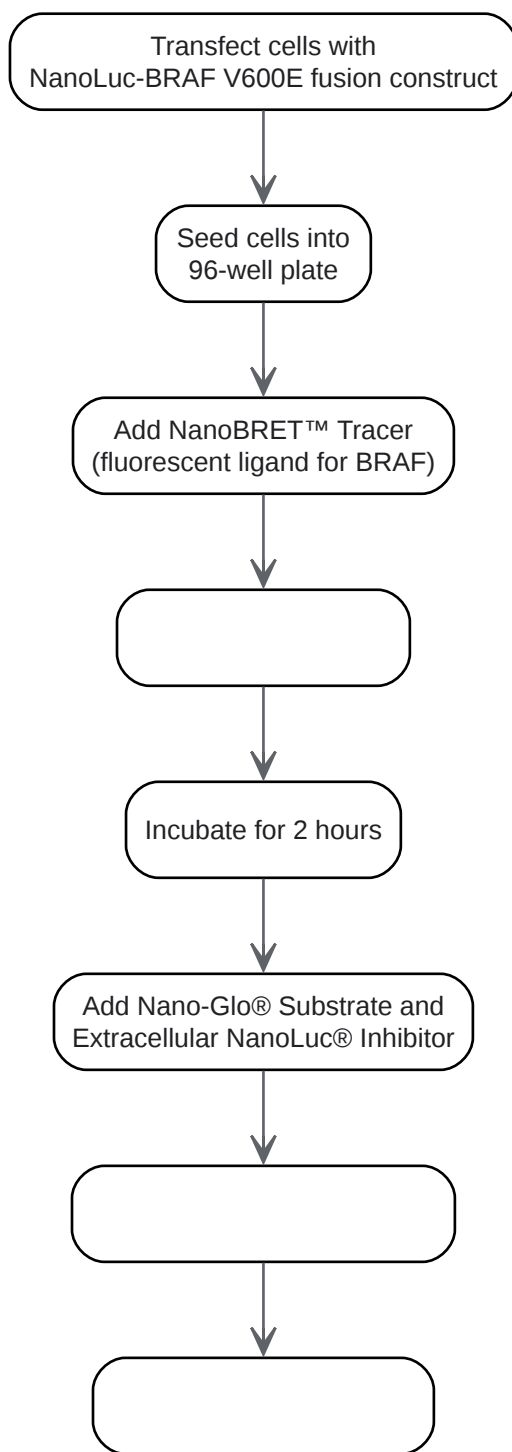 Transfect cells with
NanoLuc-BRAF V600E fusion construct
Seed cells into
96-well plate
Add NanoBRET™ Tracer
(fluorescent ligand for BRAF)
Incubate for 2 hours
Add Nano-Glo® Substrate and
Extracellular NanoLuc® Inhibitor